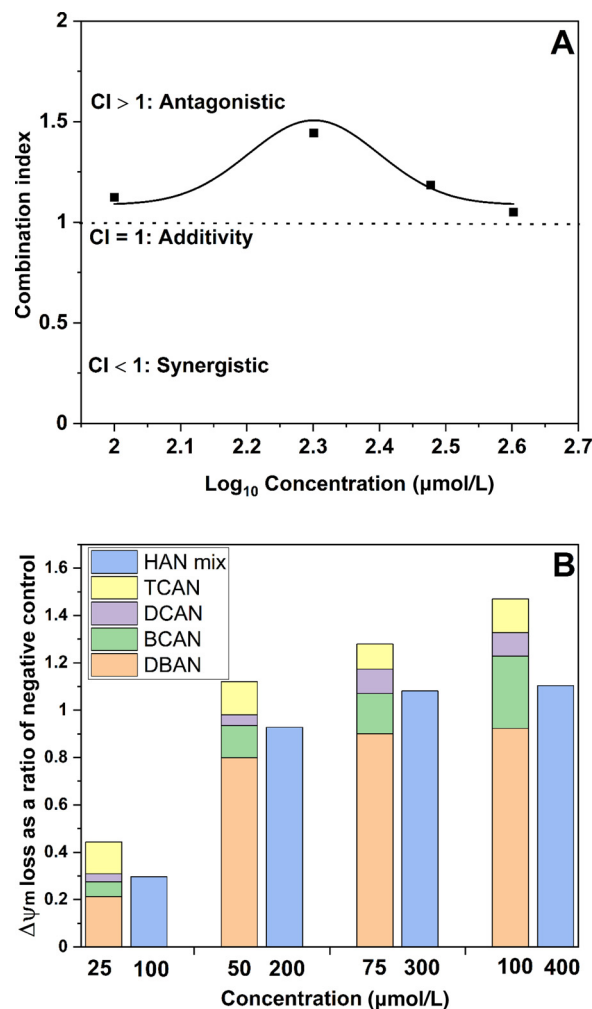 A
2
CI > 1: Antagonistic
1.5
1
CI = 1: Additivity
0.5
CI < 1: Synergistic
0
Combination index
2 2.1 2.2 2.3 2.4 2.5 2.6 2.7
Log₁₀ Concentration (µmol/L)
B
HAN mix
TCAN
DCAN
BCAN
DBAN
1.6
1.4
1.2
1
0.8
0.6
0.4
0.2
0
Δψm loss as a ratio of negative control
25 100 50 200 75 300 100 400
Concentration (µmol/L)